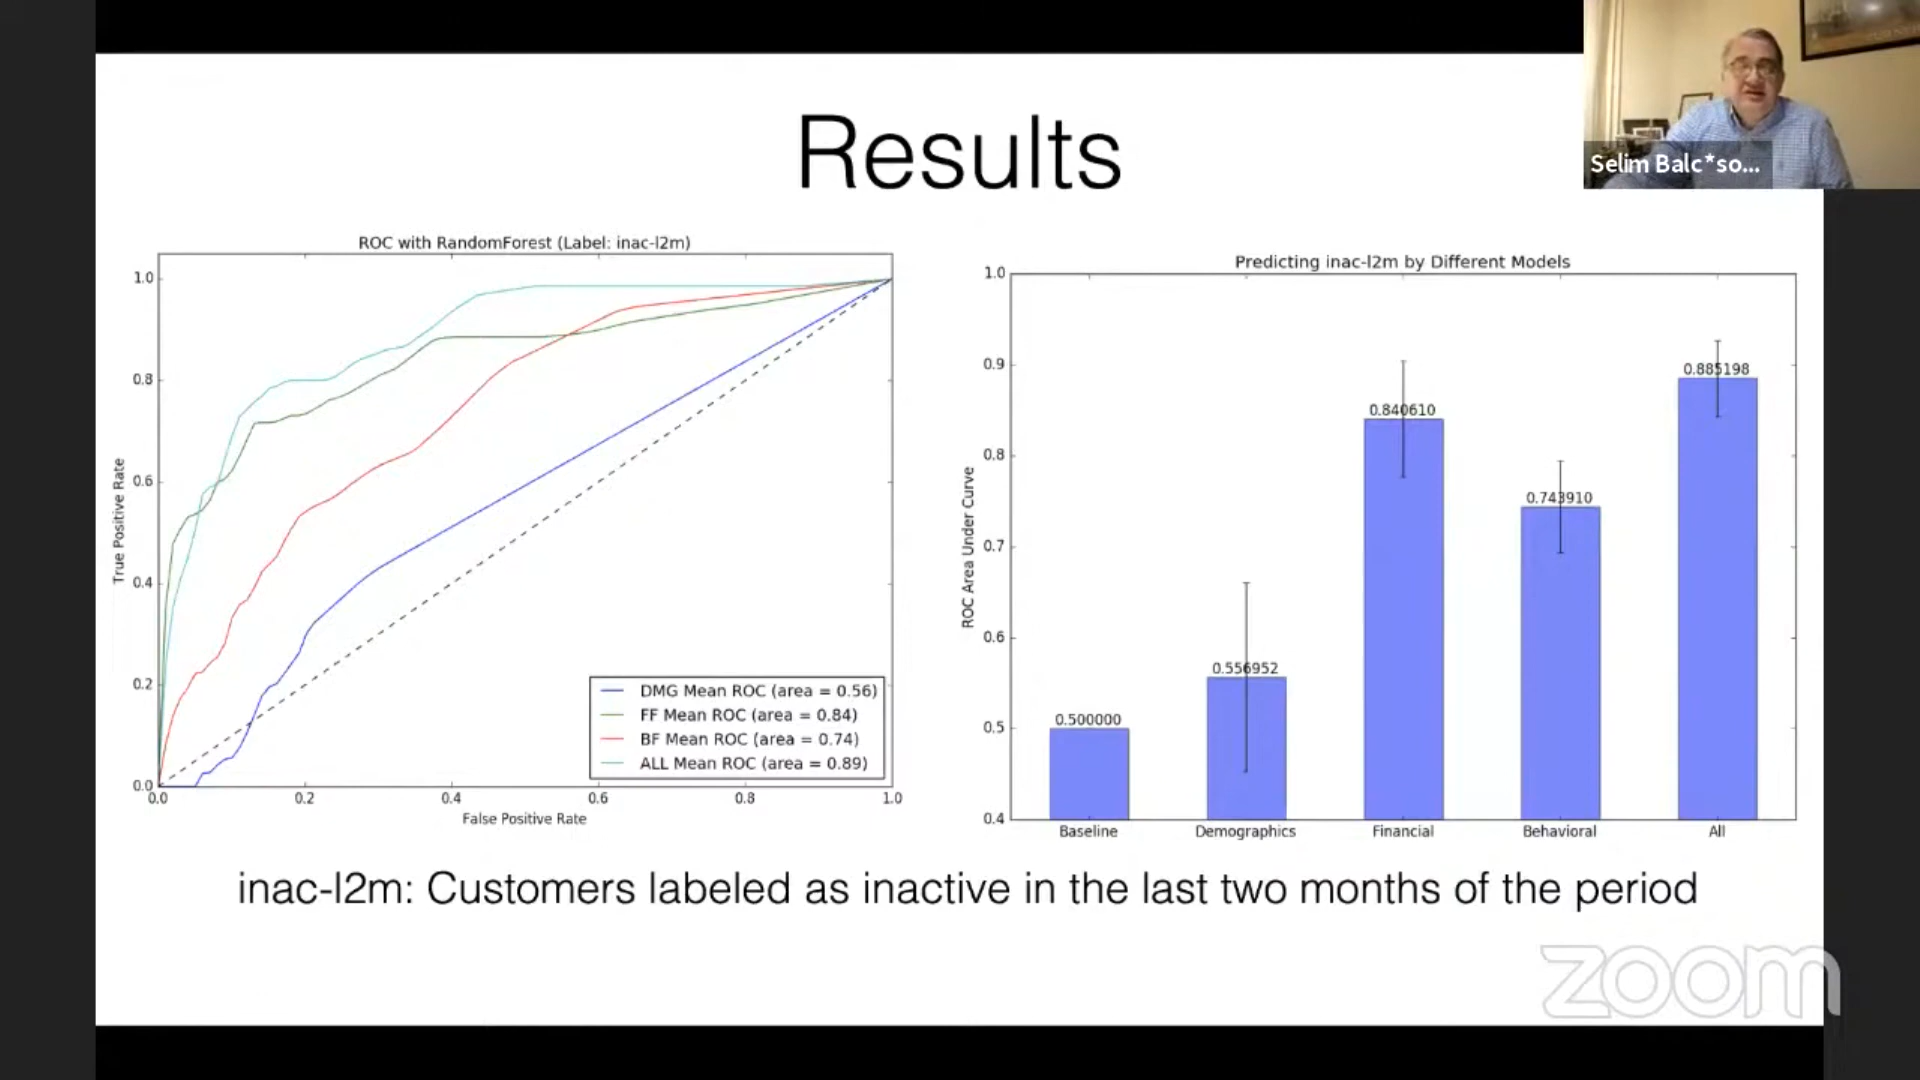 Results
Selim Balc*so...
ROC with RandomForest (Label: inac-l2m)
True Positive Rate
1.0
0.8
0.6
0.4
0.2
0.0
DMG Mean ROC (area = 0.56)
FF Mean ROC (area = 0.84)
BF Mean ROC (area = 0.74)
ALL Mean ROC (area = 0.89)
0.0 0.2 0.4 0.6 0.8 1.0
False Positive Rate
Predicting inac-l2m by Different Models
ROC Area Under Curve
1.0
0.9
0.8
0.7
0.6
0.5
0.4
0.500000
0.556952
0.840610
0.743910
0.885198
Baseline Demographics Financial Behavioral All
inac-l2m: Customers labeled as inactive in the last two months of the period
zoom